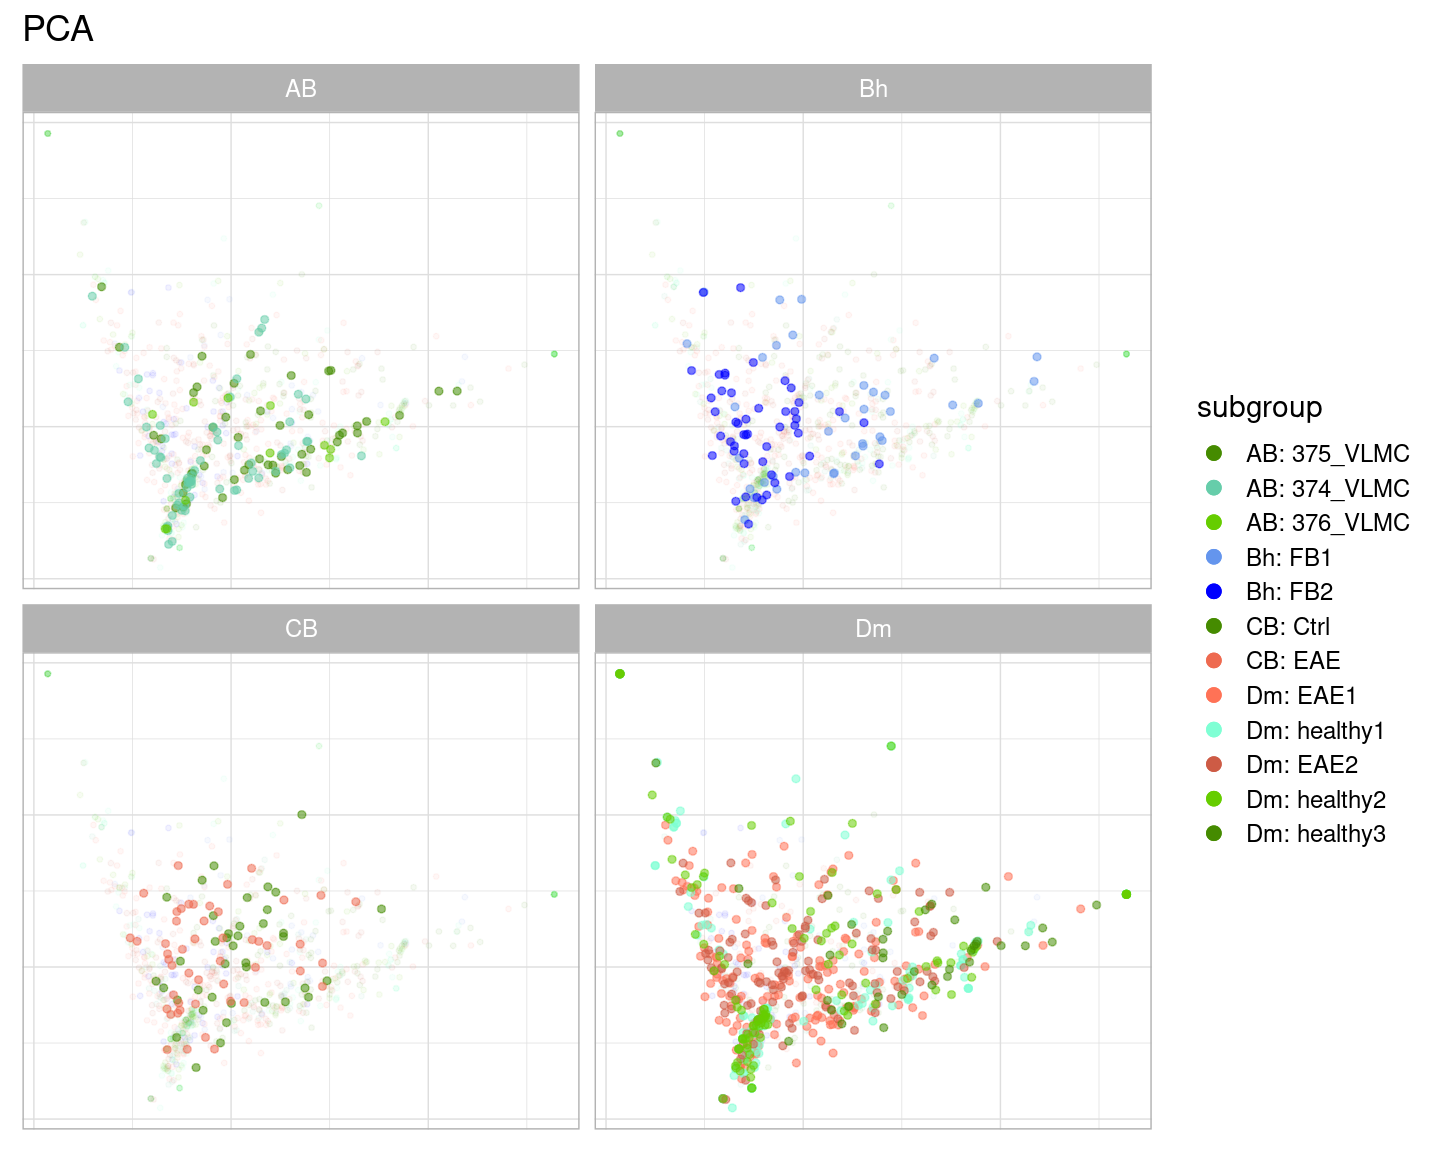 PCA
AB
Bh
CB
Dm
subgroup
AB: 375_VLMC
AB: 374_VLMC
AB: 376_VLMC
Bh: FB1
Bh: FB2
CB: Ctrl
CB: EAE
Dm: EAE1
Dm: healthy1
Dm: EAE2
Dm: healthy2
Dm: healthy3